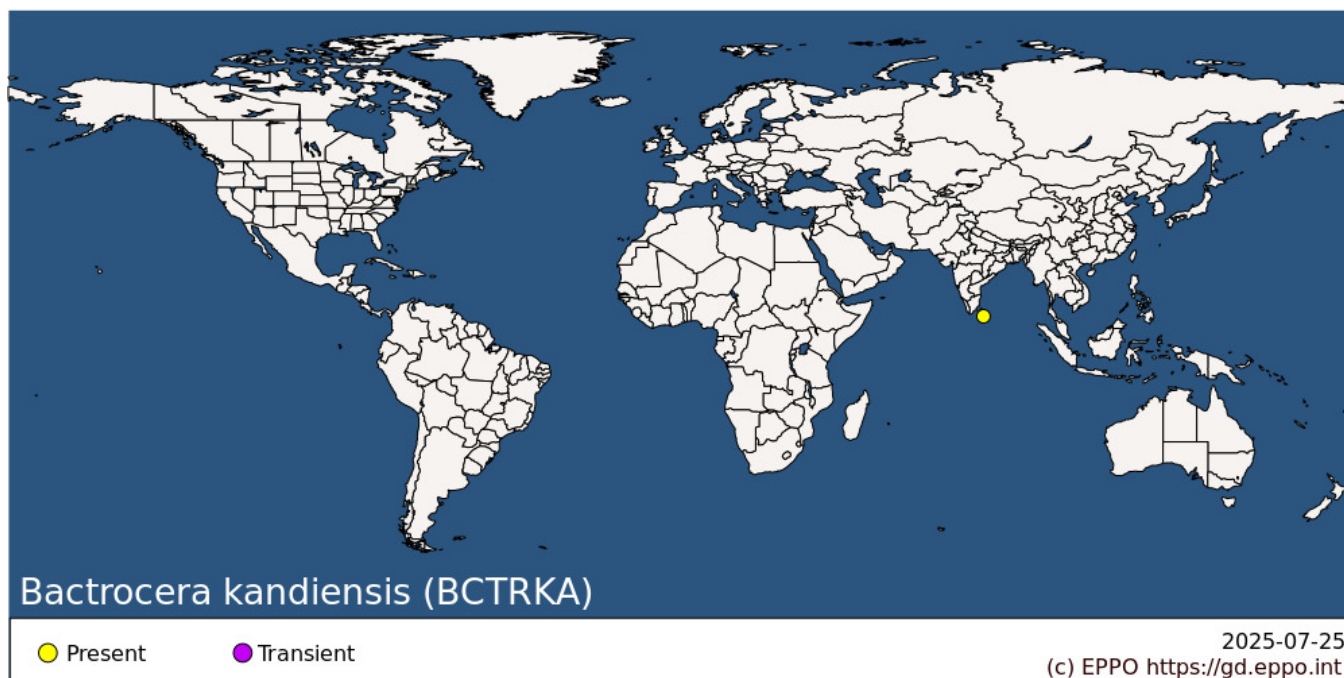 Bactrocera kandiensis (BCTRKA)
Present
Transient
2025-07-25
(c) EPPO https://gd.eppo.int